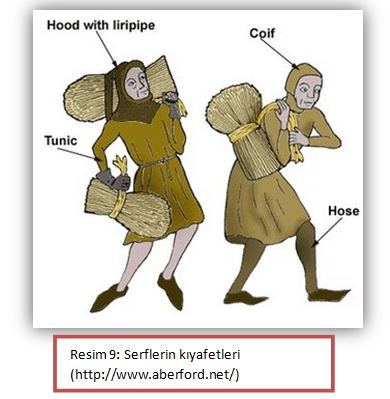 Hood with liripipe
Coif
Tunic
Hose
Resim 9: Serflerin kıyafetleri
(http://www.aberford.net/)